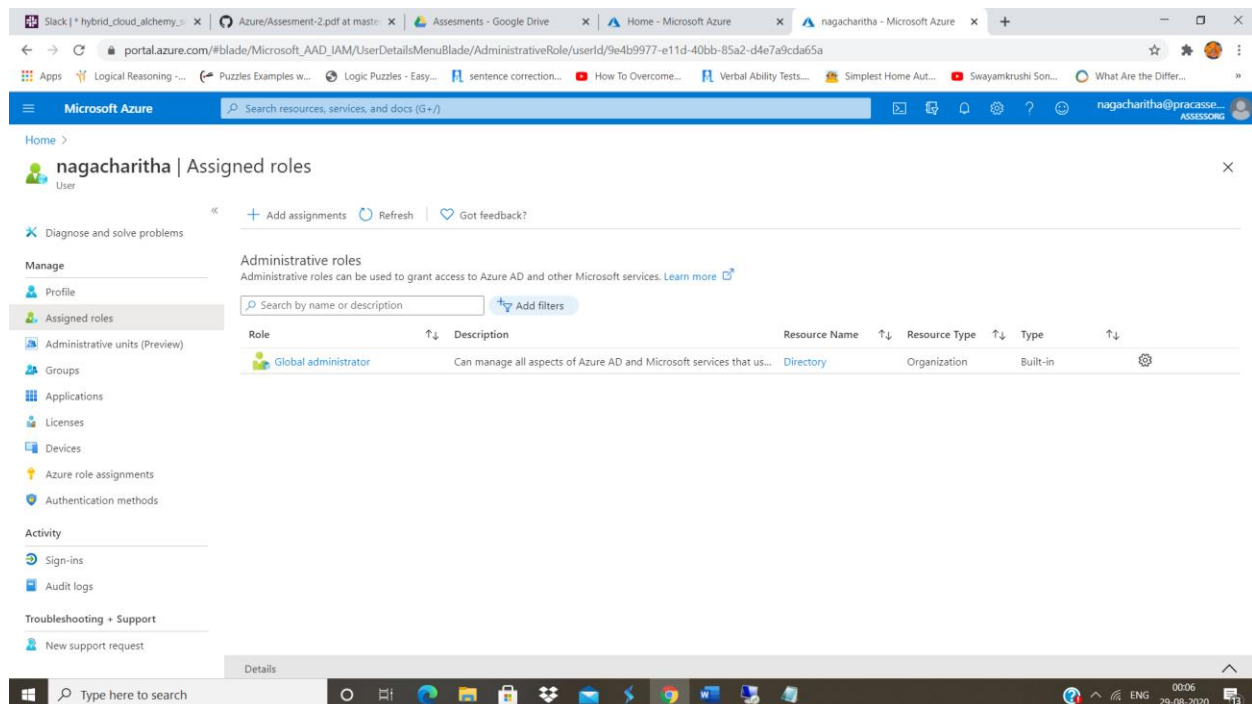 Slack | * hybrid_cloud_alchemy_s
Azure/Assesment-2.pdf at master
Assesments - Google Drive
Home - Microsoft Azure
nagacharitha - Microsoft Azure
portal.azure.com/#blade/Microsoft_AAD_IAM/UserDetailsMenuBlade/AdministrativeRole/userId/9e4b9977-e11d-40bb-85a2-d4e7a9cda65a
Apps Logical Reasoning -... Puzzles Examples w... Logic Puzzles - Easy... sentence correction... How To Overcome... Verbal Ability Tests.... Simplest Home Aut... Swayamkrushi Son... What Are the Differ... »
Microsoft Azure Search resources, services, and docs (G+/) nagacharitha@pracasse...
ASSESSORG
Home >
nagacharitha | Assigned roles
User
«
+ Add assignments Refresh Got feedback?
Diagnose and solve problems
Manage
Profile
Assigned roles
Administrative units (Preview)
Groups
Applications
Licenses
Devices
Azure role assignments
Authentication methods
Activity
Sign-ins
Audit logs
Troubleshooting + Support
New support request
Administrative roles
Administrative roles can be used to grant access to Azure AD and other Microsoft services. Learn more
Search by name or description Add filters
Role ↑↓ Description Resource Name ↑↓ Resource Type ↑↓ Type ↑↓
Global administrator Can manage all aspects of Azure AD and Microsoft services that us... Directory Organization Built-in
Details
Type here to search
ENG
00:06
29-08-2020
13